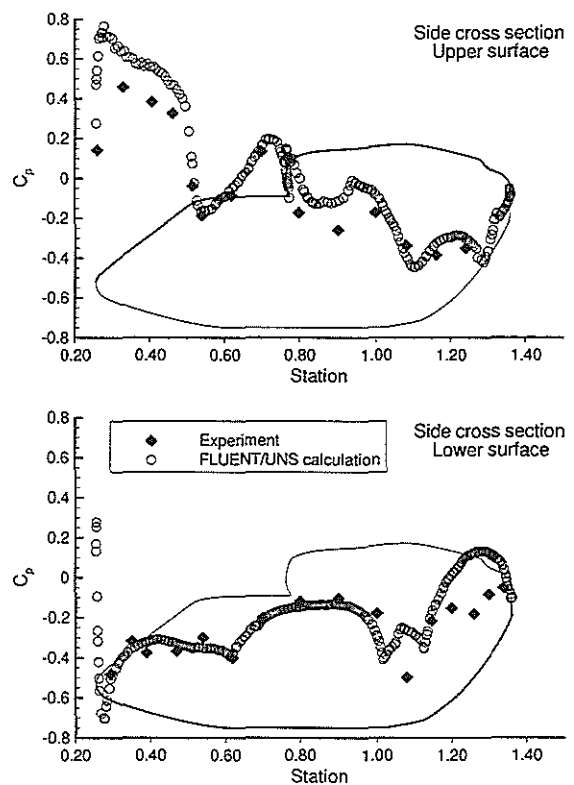 Side cross section
Upper surface
0.8
0.6
0.4
0.2
0
-0.2
-0.4
-0.6
-0.8
Cp
0.20 0.40 0.60 0.80 1.00 1.20 1.40
Station
Side cross section
Lower surface
Experiment
FLUENT/UNS calculation
0.8
0.6
0.4
0.2
0
-0.2
-0.4
-0.6
-0.8
Cp
0.20 0.40 0.60 0.80 1.00 1.20 1.40
Station